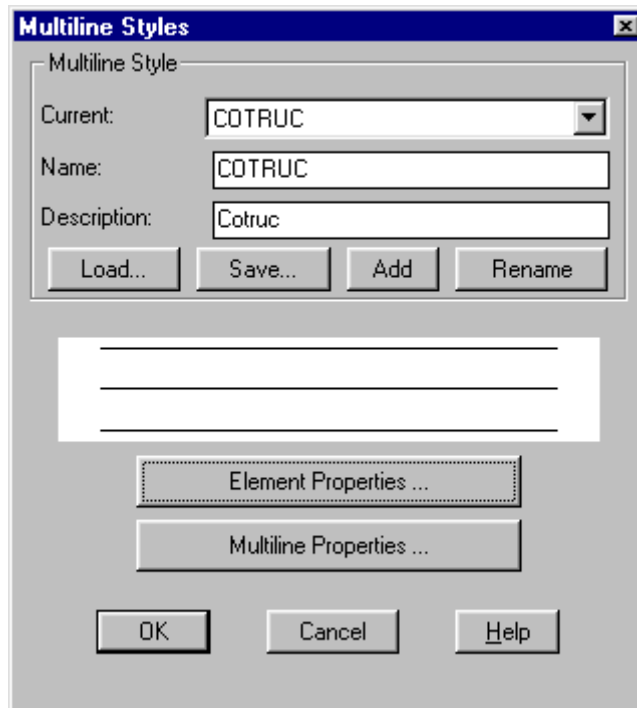 Multiline Styles
Multiline Style
Current: COTRUC
Name: COTRUC
Description: Cotruc
Load... Save... Add Rename
Element Properties ...
Multiline Properties ...
OK Cancel Help